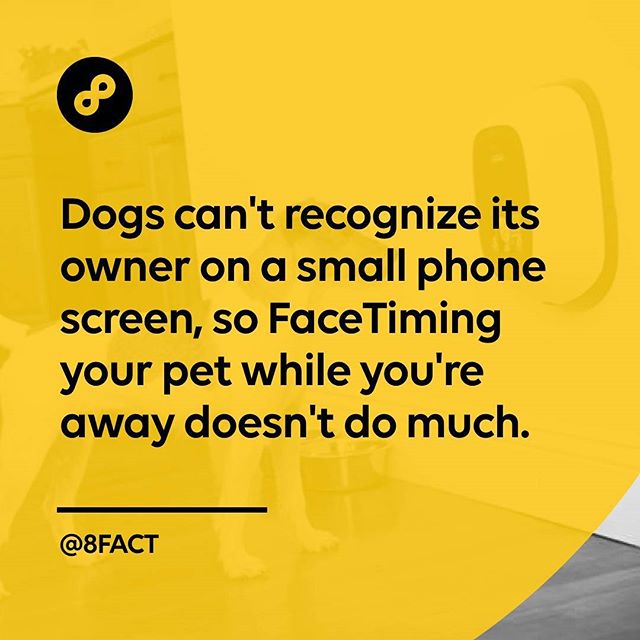 Dogs can't recognize its
owner on a small phone
screen, so FaceTiming
your pet while you're
away doesn't do much.
@8FACT